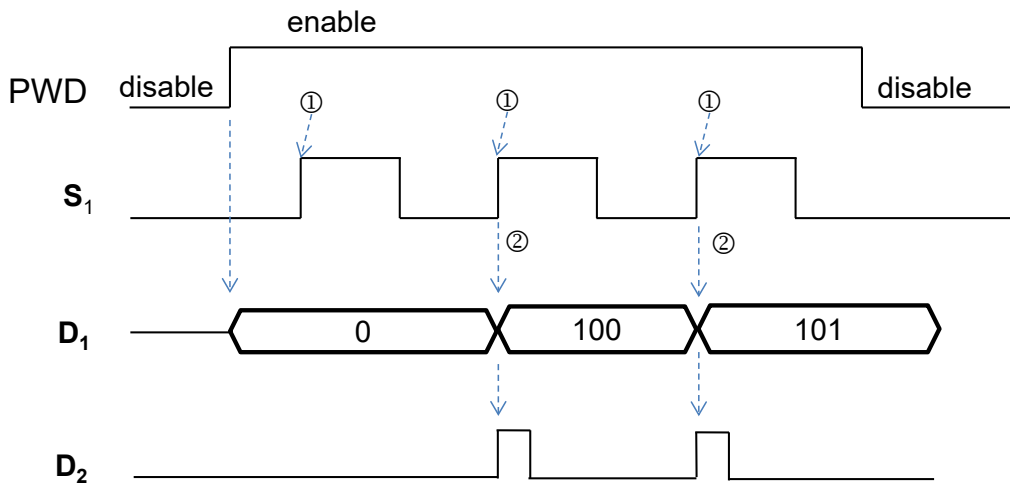 enable
PWD disable disable
① ① ①
S₁
② ②
D₁ 0 100 101
D₂